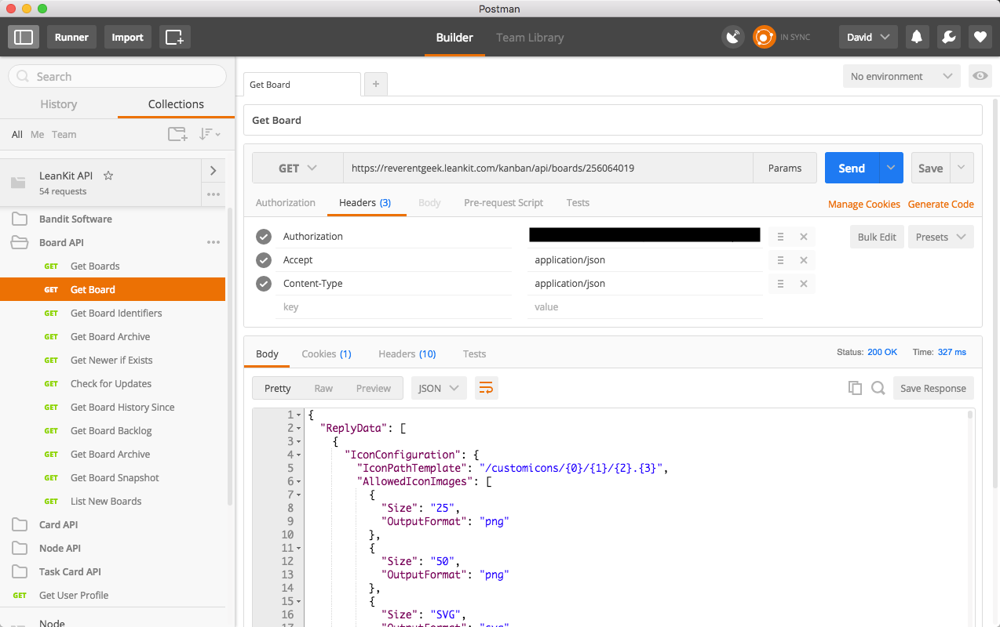 Postman
Runner
Import
Builder
Team Library
IN SYNC
David
Search
History
Collections
All Me Team
LeanKit API
54 requests
Bandit Software
Board API
GET Get Boards
GET Get Board
GET Get Board Identifiers
GET Get Board Archive
GET Get Newer if Exists
GET Check for Updates
GET Get Board History Since
GET Get Board Backlog
GET Get Board Archive
GET Get Board Snapshot
GET List New Boards
Card API
Node API
Task Card API
GET Get User Profile
Node
Get Board
No environment
Get Board
GET https://reverentgeek.leankit.com/kanban/api/boards/256064019 Params
Send
Save
Authorization Headers (3) Body Pre-request Script Tests
Manage Cookies Generate Code
Authorization
Bulk Edit Presets
Accept application/json
Content-Type application/json
key value
Body Cookies (1) Headers (10) Tests
Status: 200 OK Time: 327 ms
Pretty Raw Preview JSON
Save Response
1 {
2 "ReplyData": [
3 {
4 "IconConfiguration": {
5 "IconPathTemplate": "/customicons/{0}/{1}/{2}.{3}",
6 "AllowedIconImages": [
7 {
8 "Size": "25",
9 "OutputFormat": "png"
10 },
11 {
12 "Size": "50",
13 "OutputFormat": "png"
14 },
15 {
16 "Size": "SVG",
17 "OutputFormat": "svg"